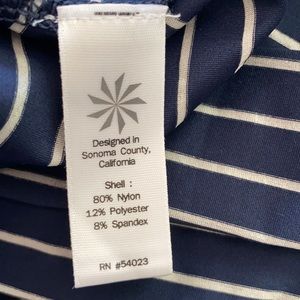 Designed in
Sonoma County,
California
Shell :
80% Nylon
12% Polyester
8% Spandex
RN #54023